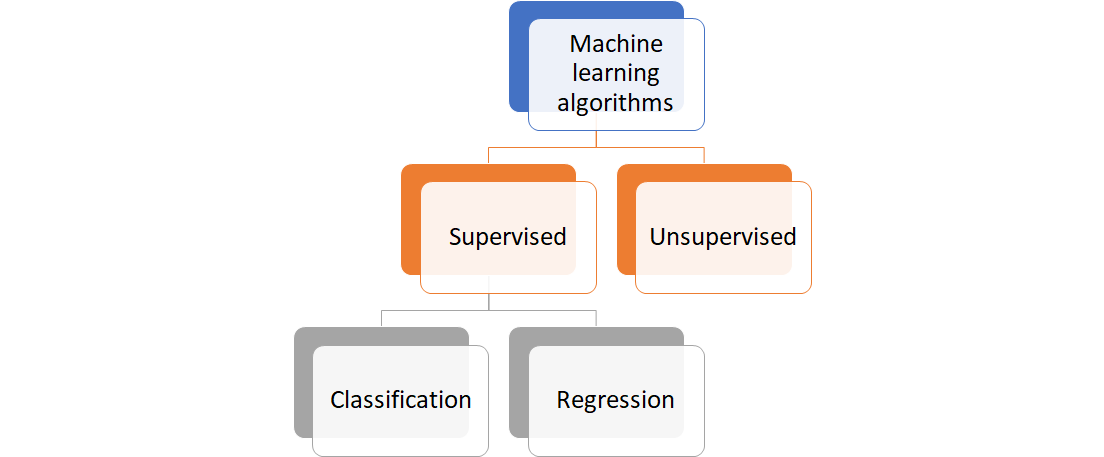 Machine
learning
algorithms
Supervised
Unsupervised
Classification
Regression